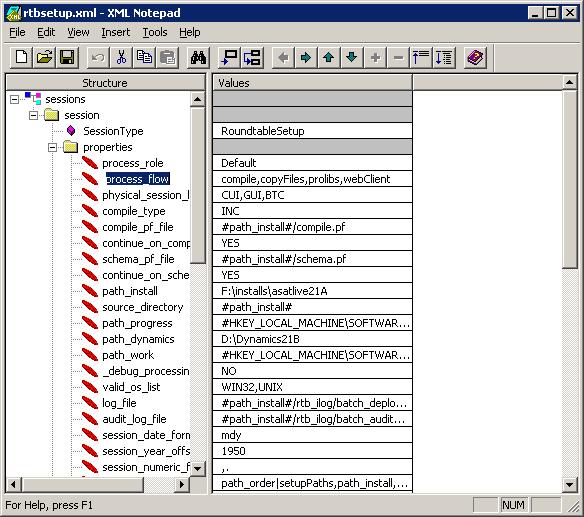 rtbsetup.xml - XML Notepad
File Edit View Insert Tools Help
Structure Values
sessions
session
SessionType RoundtableSetup
properties
process_role Default
process_flow compile,copyFiles,prolibs,webClient
physical_session_l CUI,GUI,BTC
compile_type INC
compile_pf_file #path_install#/compile.pf
continue_on_comp YES
schema_pf_file #path_install#/schema.pf
continue_on_sche YES
path_install F:\installs\asatlive21A
source_directory #path_install#
path_progress #HKEY_LOCAL_MACHINE\SOFTWAR...
path_dynamics D:\Dynamics21B
path_work #HKEY_LOCAL_MACHINE\SOFTWAR...
_debug_processin NO
valid_os_list WIN32,UNIX
log_file #path_install#/rtb_ilog/batch_deplo...
audit_log_file #path_install#/rtb_ilog/batch_audit...
session_date_form mdy
session_year_offs 1950
session_numeric_f ,.
path_order|setupPaths,path_install,...
For Help, press F1 NUM